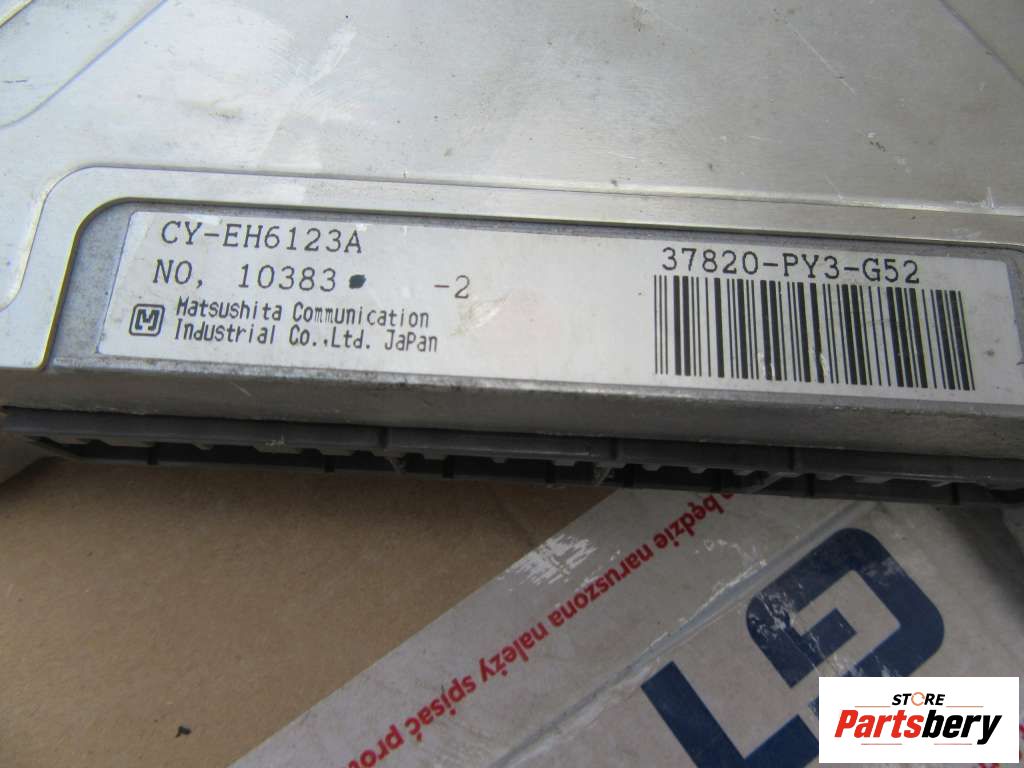 CY-EH6123A
NO, 10383 -2
Matsushita Communication
Industrial Co.,Ltd. JaPan
37820-PY3-G52
będzie naruszona należy spisać prot
STORE
Partsbery